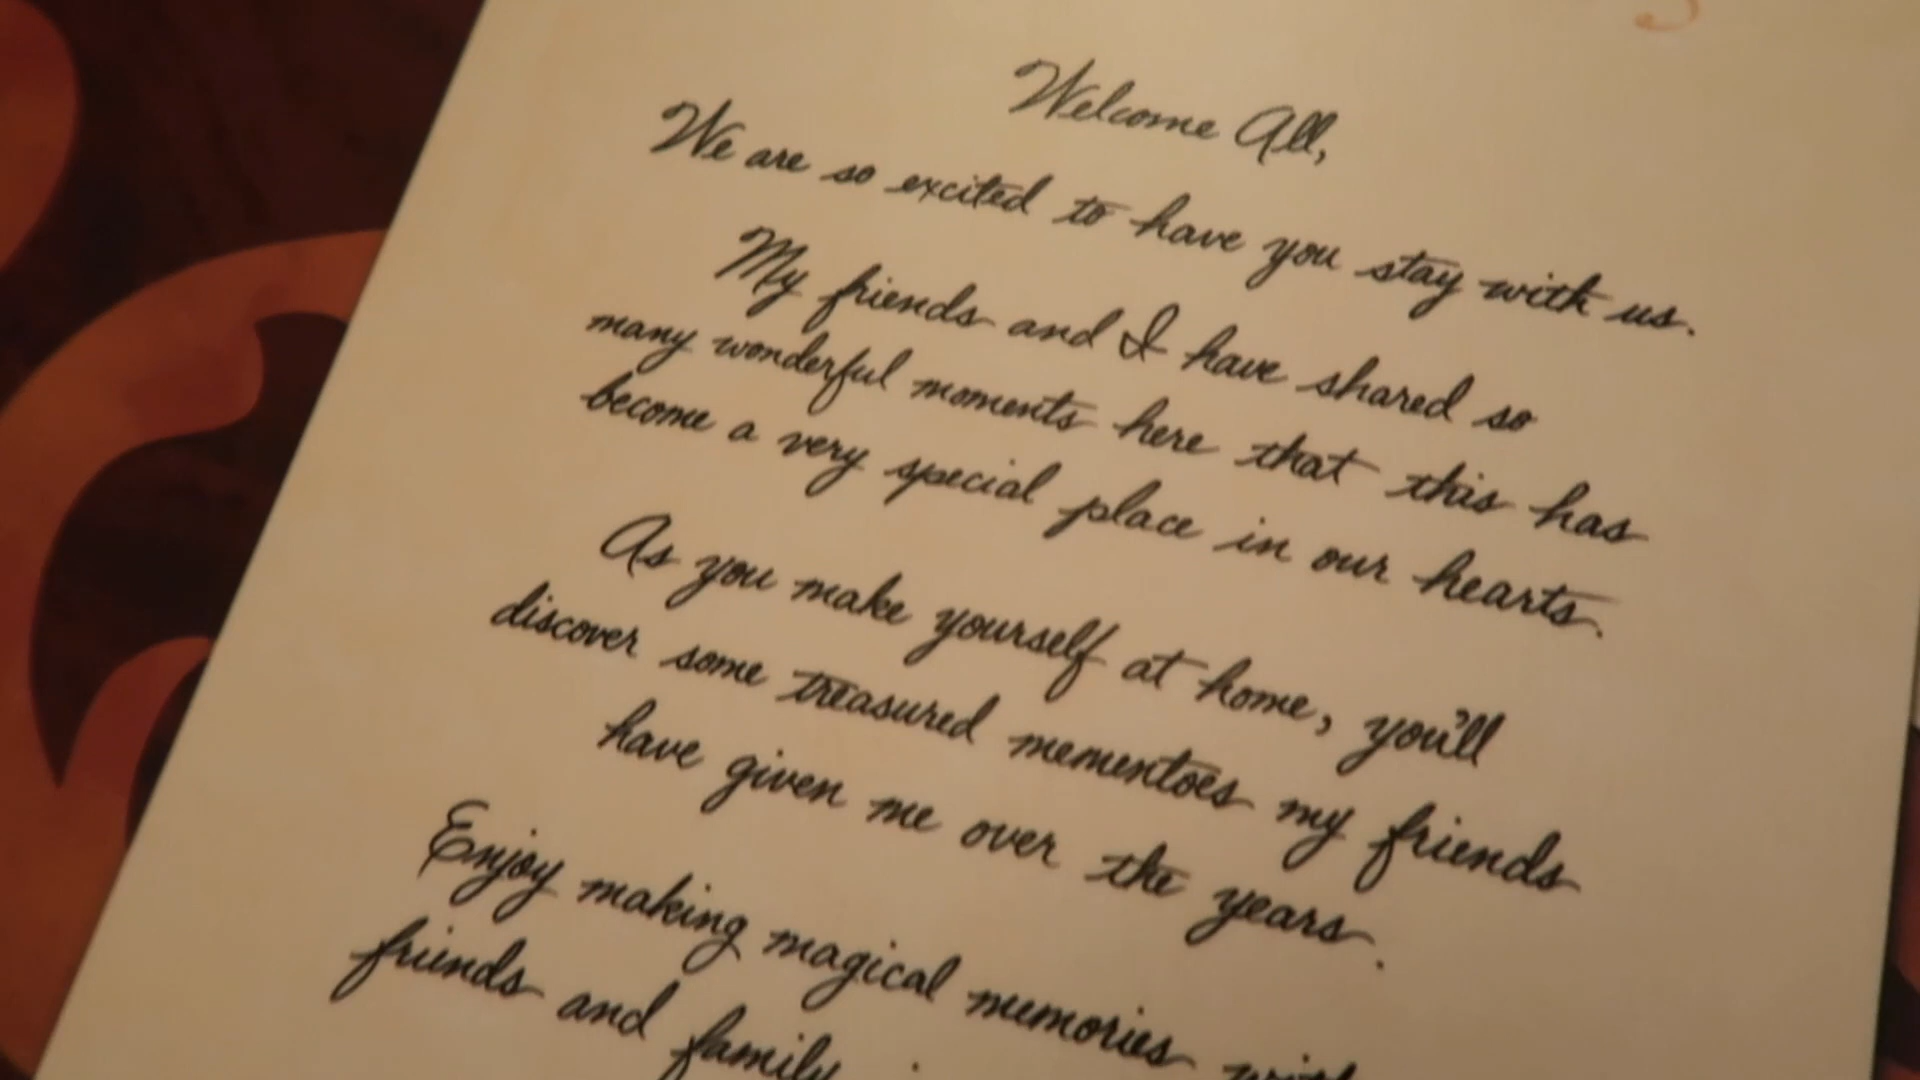 Welcome All,
We are so excited to have you stay with us.
My friends and I have shared so
many wonderful moments here that this has
become a very special place in our hearts.
As you make yourself at home, you'll
discover some treasured mementoes my friends
have given me over the years.
Enjoy making magical memories with
friends and family